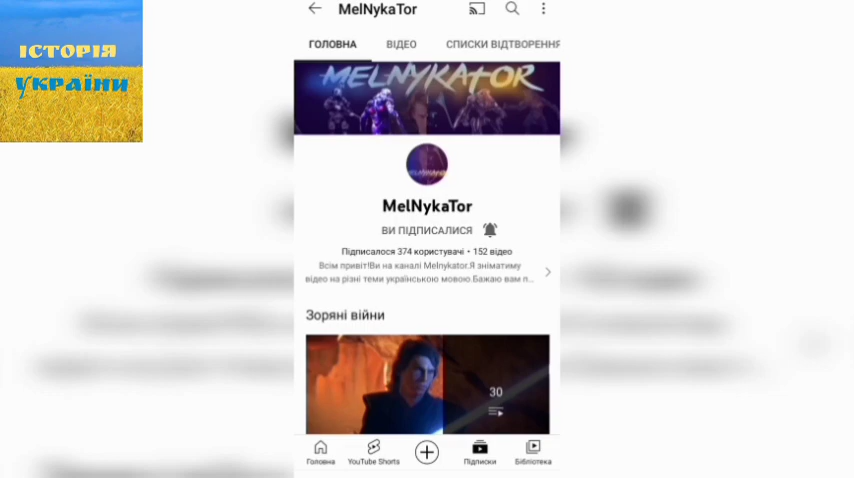 ІСТОРІЯ
УКРАЇНИ
MelNykaTor
ГОЛОВНА
ВІДЕО
СПИСКИ ВІДТВОРЕННЯ
MELNYKATOR
MelNykaTor
ВИ ПІДПИСАЛИСЯ
Підписалося 374 користувачі • 152 відео
Всім привіт!Ви на каналі Melnykator.Я зніматиму
відео на різні теми українською мовою.Бажаю вам п...
Зоряні війни
30
Головна
YouTube Shorts
Підписки
Бібліотека